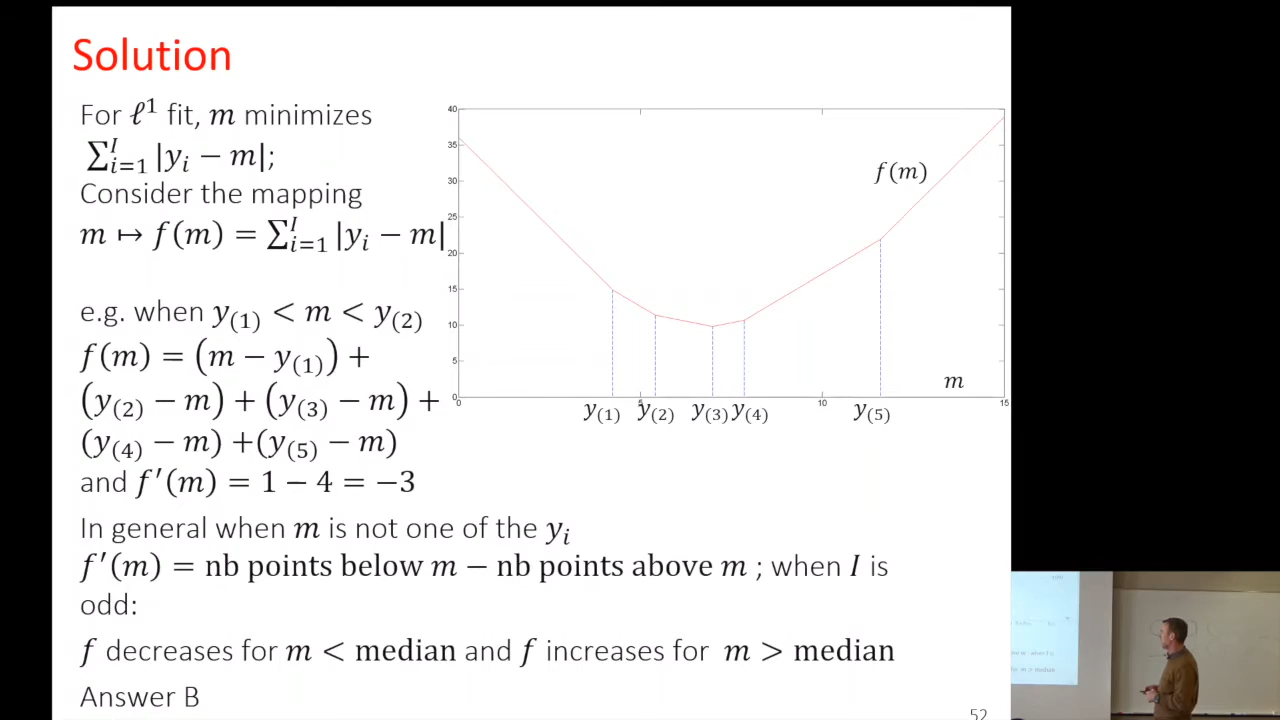 Solution
For ℓ¹ fit, m minimizes
∑ᵢ₌₁ᴵ |yᵢ − m|;
Consider the mapping
m ↦ f(m) = ∑ᵢ₌₁ᴵ |yᵢ − m|
e.g. when y₍₁₎ < m < y₍₂₎
f(m) = (m − y₍₁₎) +
(y₍₂₎ − m) + (y₍₃₎ − m) +
(y₍₄₎ − m) +(y₍₅₎ − m)
and f′(m) = 1 − 4 = −3
40
35
30
25
20
15
10
5
0
f(m)
m
0 5 10 15
y₍₁₎ y₍₂₎ y₍₃₎ y₍₄₎ y₍₅₎
In general when m is not one of the yᵢ
f′(m) = nb points below m − nb points above m ; when I is
odd:
f decreases for m < median and f increases for m > median
Answer B
52